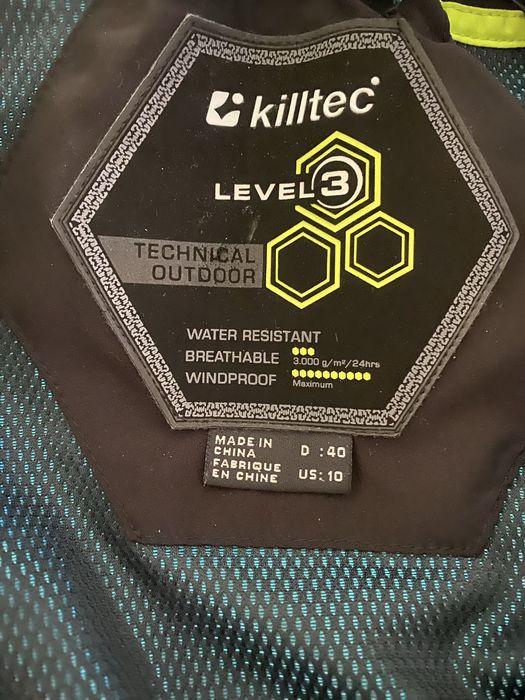 killtec
LEVEL 3
TECHNICAL
OUTDOOR
WATER RESISTANT
BREATHABLE 3.000 g/m²/24hrs
WINDPROOF Maximum
MADE IN
CHINA
FABRIQUE
EN CHINE
D :40
US:10